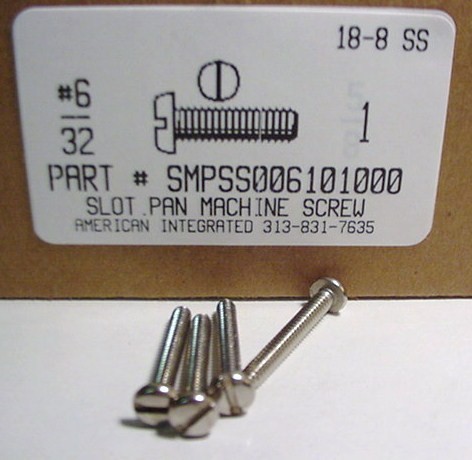 18-8 SS
#6
32
1
PART # SMPSS006101000
SLOT PAN MACHINE SCREW
AMERICAN INTEGRATED 313-831-7635